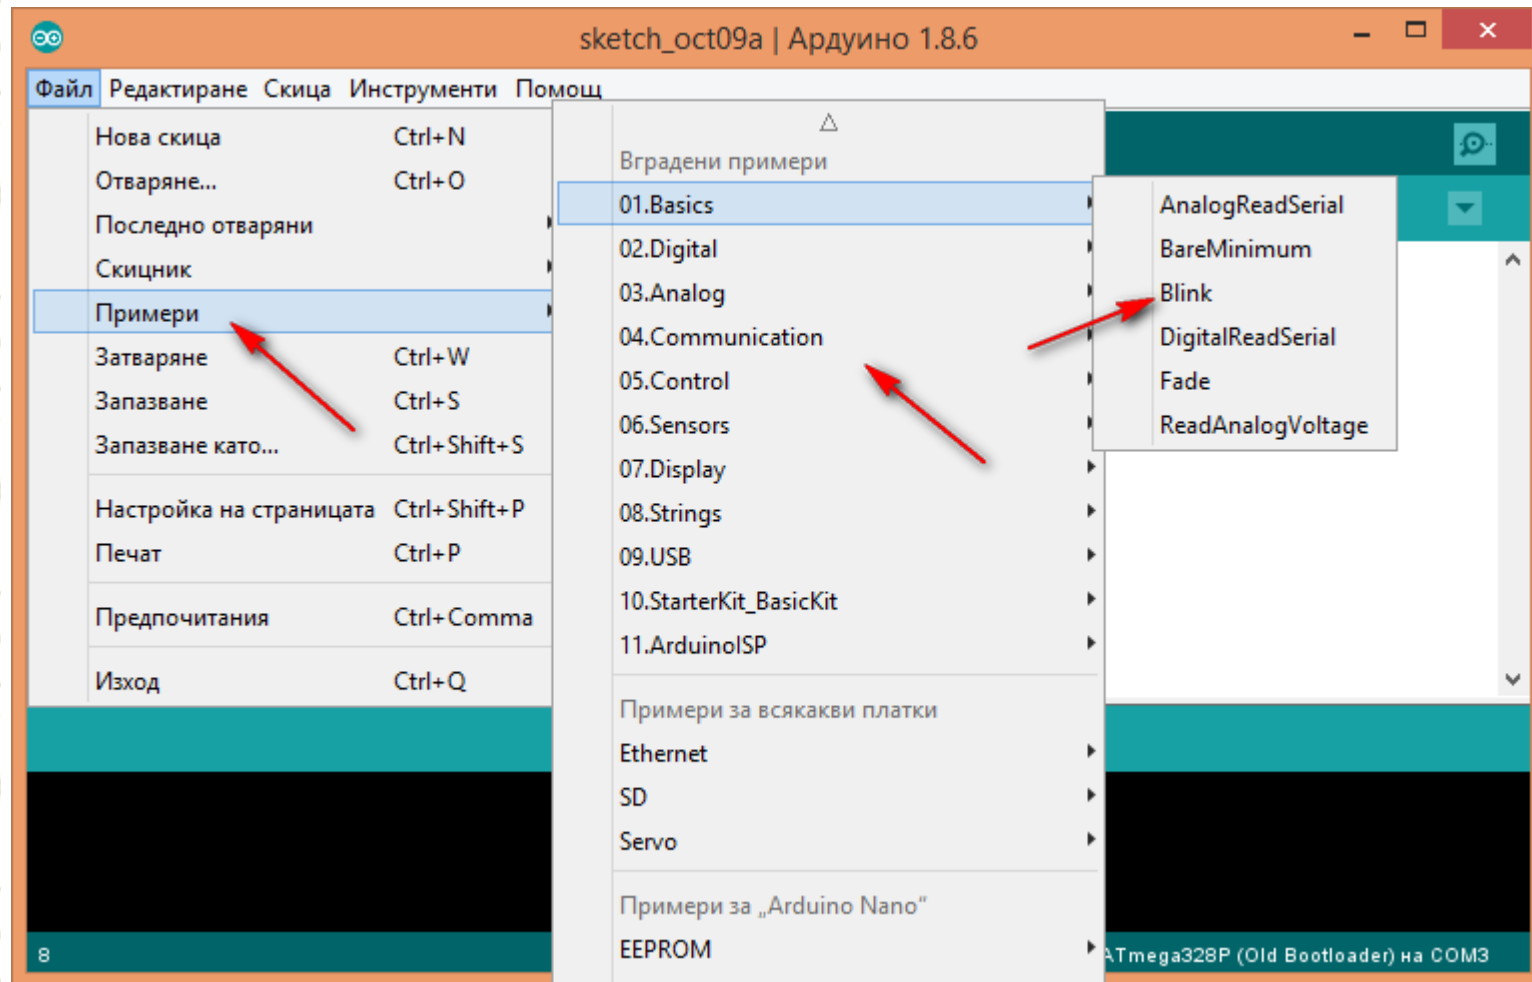 sketch_oct09a | Ардуино 1.8.6
Файл Редактиране Скица Инструменти Помощ
Нова скица Ctrl+N
Отваряне... Ctrl+O
Последно отваряни
Скицник
Примери
Затваряне Ctrl+W
Запазване Ctrl+S
Запазване като... Ctrl+Shift+S
Настройка на страницата Ctrl+Shift+P
Печат Ctrl+P
Предпочитания Ctrl+Comma
Изход Ctrl+Q
Вградени примери
01.Basics
02.Digital
03.Analog
04.Communication
05.Control
06.Sensors
07.Display
08.Strings
09.USB
10.StarterKit_BasicKit
11.ArduinoISP
Примери за всякакви платки
Ethernet
SD
Servo
Примери за „Arduino Nano“
EEPROM
AnalogReadSerial
BareMinimum
Blink
DigitalReadSerial
Fade
ReadAnalogVoltage
8
ATmega328P (Old Bootloader) на COM3